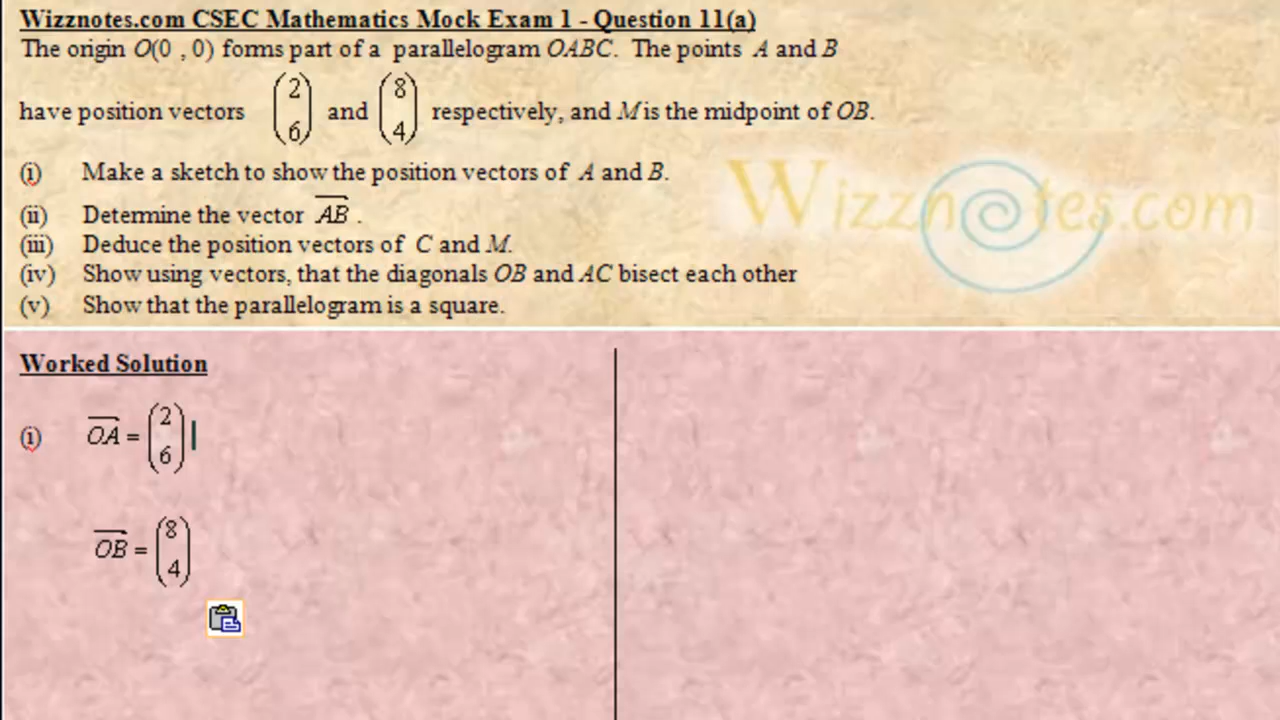 Wizznotes.com CSEC Mathematics Mock Exam 1 - Question 11(a)
The origin O(0 , 0) forms part of a parallelogram OABC. The points A and B
have position vectors (2 6) and (8 4) respectively, and M is the midpoint of OB.
(i) Make a sketch to show the position vectors of A and B.
(ii) Determine the vector AB .
(iii) Deduce the position vectors of C and M.
(iv) Show using vectors, that the diagonals OB and AC bisect each other
(v) Show that the parallelogram is a square.
Wizznotes.com
Worked Solution
(i) OA = (2 6)
OB = (8 4)